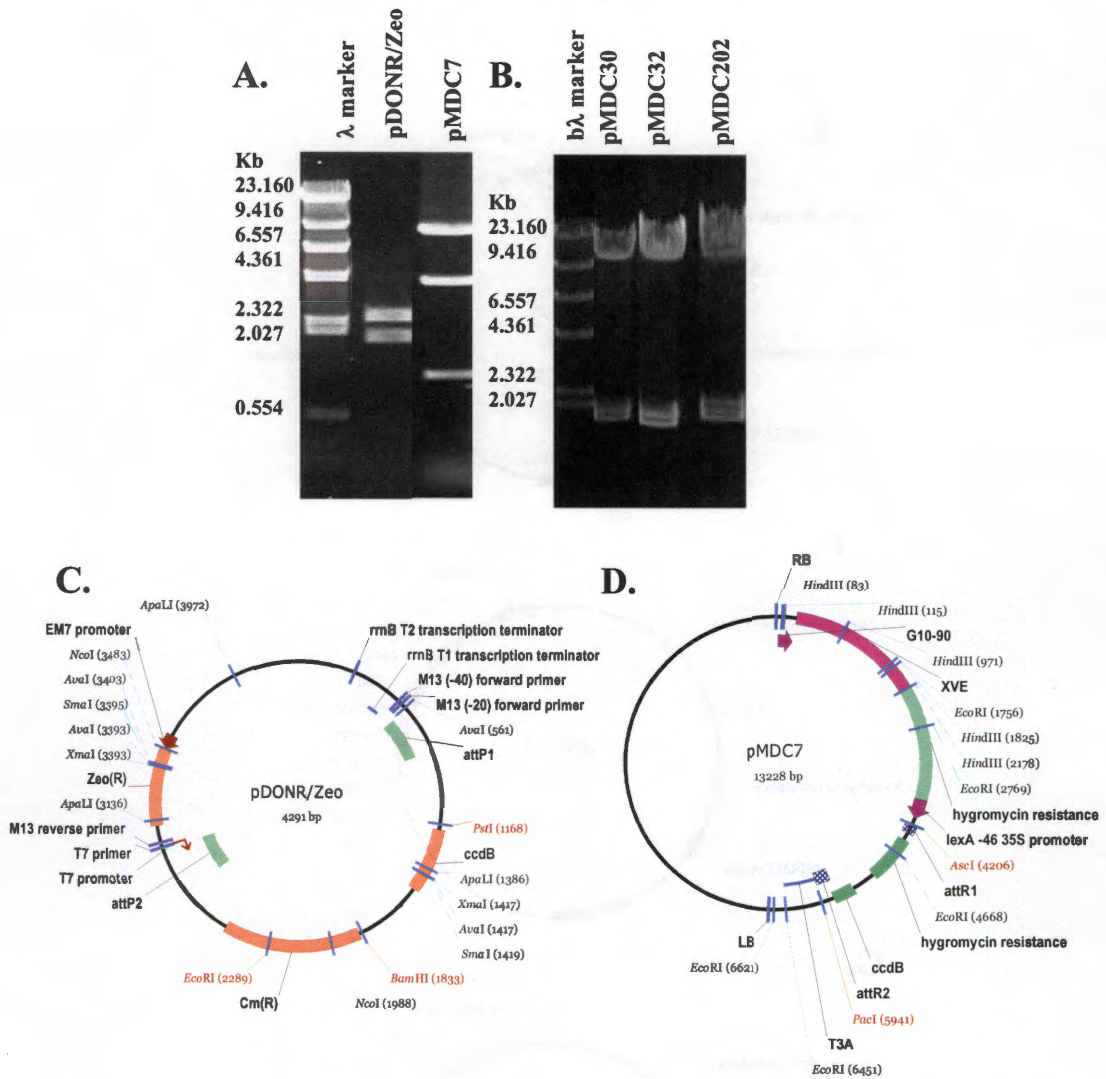 A.
λ marker
pDONR/Zeo
pMDC7
Kb
23.160
9.416
6.557
4.361
2.322
2.027
0.554
B.
bλ marker
pMDC30
pMDC32
pMDC202
Kb
23.160
9.416
6.557
4.361
2.322
2.027
C.
ApaLI (3972)
EM7 promoter
NcoI (3483)
AvaI (3403)
SmaI (3395)
AvaI (3393)
XmaI (3393)
Zeo(R)
ApaLI (3136)
M13 reverse primer
T7 primer
T7 promoter
attP2
rrnB T2 transcription terminator
rrnB T1 transcription terminator
M13 (-40) forward primer
M13 (-20) forward primer
AvaI (561)
attP1
pDONR/Zeo
4291 bp
PstI (1168)
ccdB
ApaLI (1386)
XmaI (1417)
AvaI (1417)
SmaI (1419)
BamHI (1833)
NcoI (1988)
Cm(R)
EcoRI (2289)
D.
RB
HindIII (83)
HindIII (115)
G10-90
HindIII (971)
XVE
EcoRI (1756)
HindIII (1825)
HindIII (2178)
EcoRI (2769)
hygromycin resistance
lexA -46 35S promoter
AscI (4206)
attR1
EcoRI (4668)
hygromycin resistance
ccdB
attR2
PacI (5941)
T3A
EcoRI (6451)
LB
EcoRI (6621)
pMDC7
13228 bp